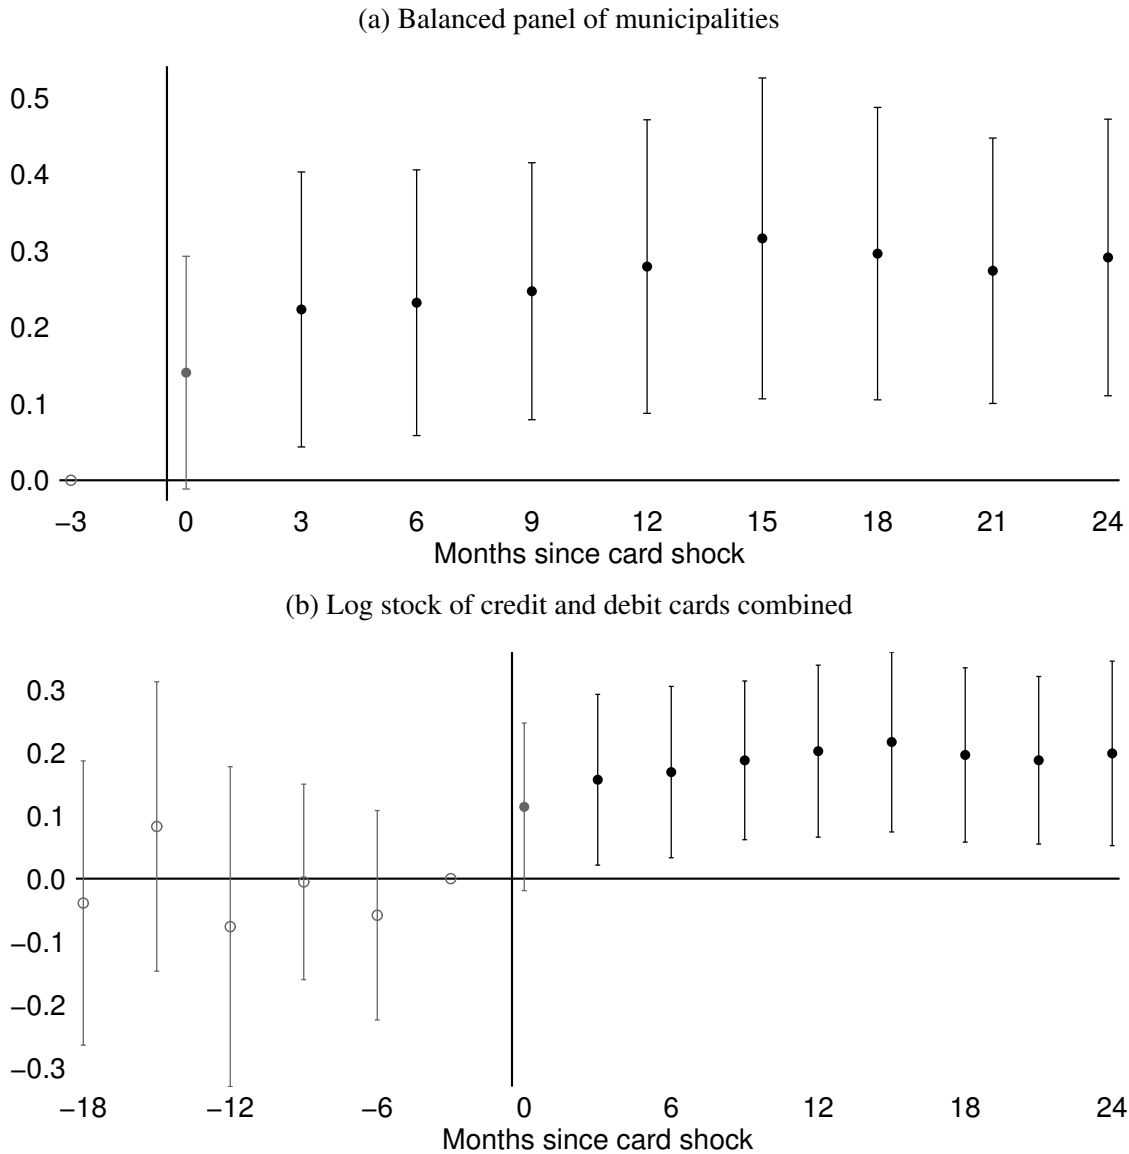 (a) Balanced panel of municipalities
0.5
0.4
0.3
0.2
0.1
0.0
−3 0 3 6 9 12 15 18 21 24
Months since card shock
(b) Log stock of credit and debit cards combined
0.3
0.2
0.1
0.0
−0.1
−0.2
−0.3
−18 −12 −6 0 6 12 18 24
Months since card shock